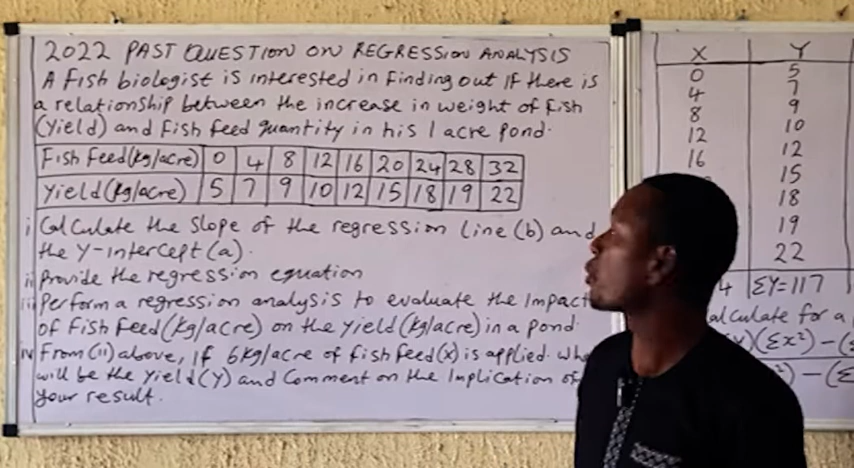 2022 PAST QUESTION ON REGRESSION ANALYSIS
A Fish biologist is interested in finding out if there is
a relationship between the increase in weight of fish
(Yield) and fish feed quantity in his 1 acre pond.
Fish Feed(kg/acre) 0 4 8 12 16 20 24 28 32
Yield(kg/acre) 5 7 9 10 12 15 18 19 22
i Calculate the slope of the regression line (b) and
the Y-intercept (a).
ii Provide the regression equation
iii Perform a regression analysis to evaluate the Impact
of Fish Feed(kg/acre) on the Yield(kg/acre) in a pond.
iv From (ii) above, if 6kg/acre of fish feed(x) is applied.
will be the yield(Y) and Comment on the Implication of
your result.
X Y
0 5
4 7
8 9
12 10
16 12
15
18
19
22
4 ΣY=117
alculate for a
)(Σx²) - (
²) - (Σ